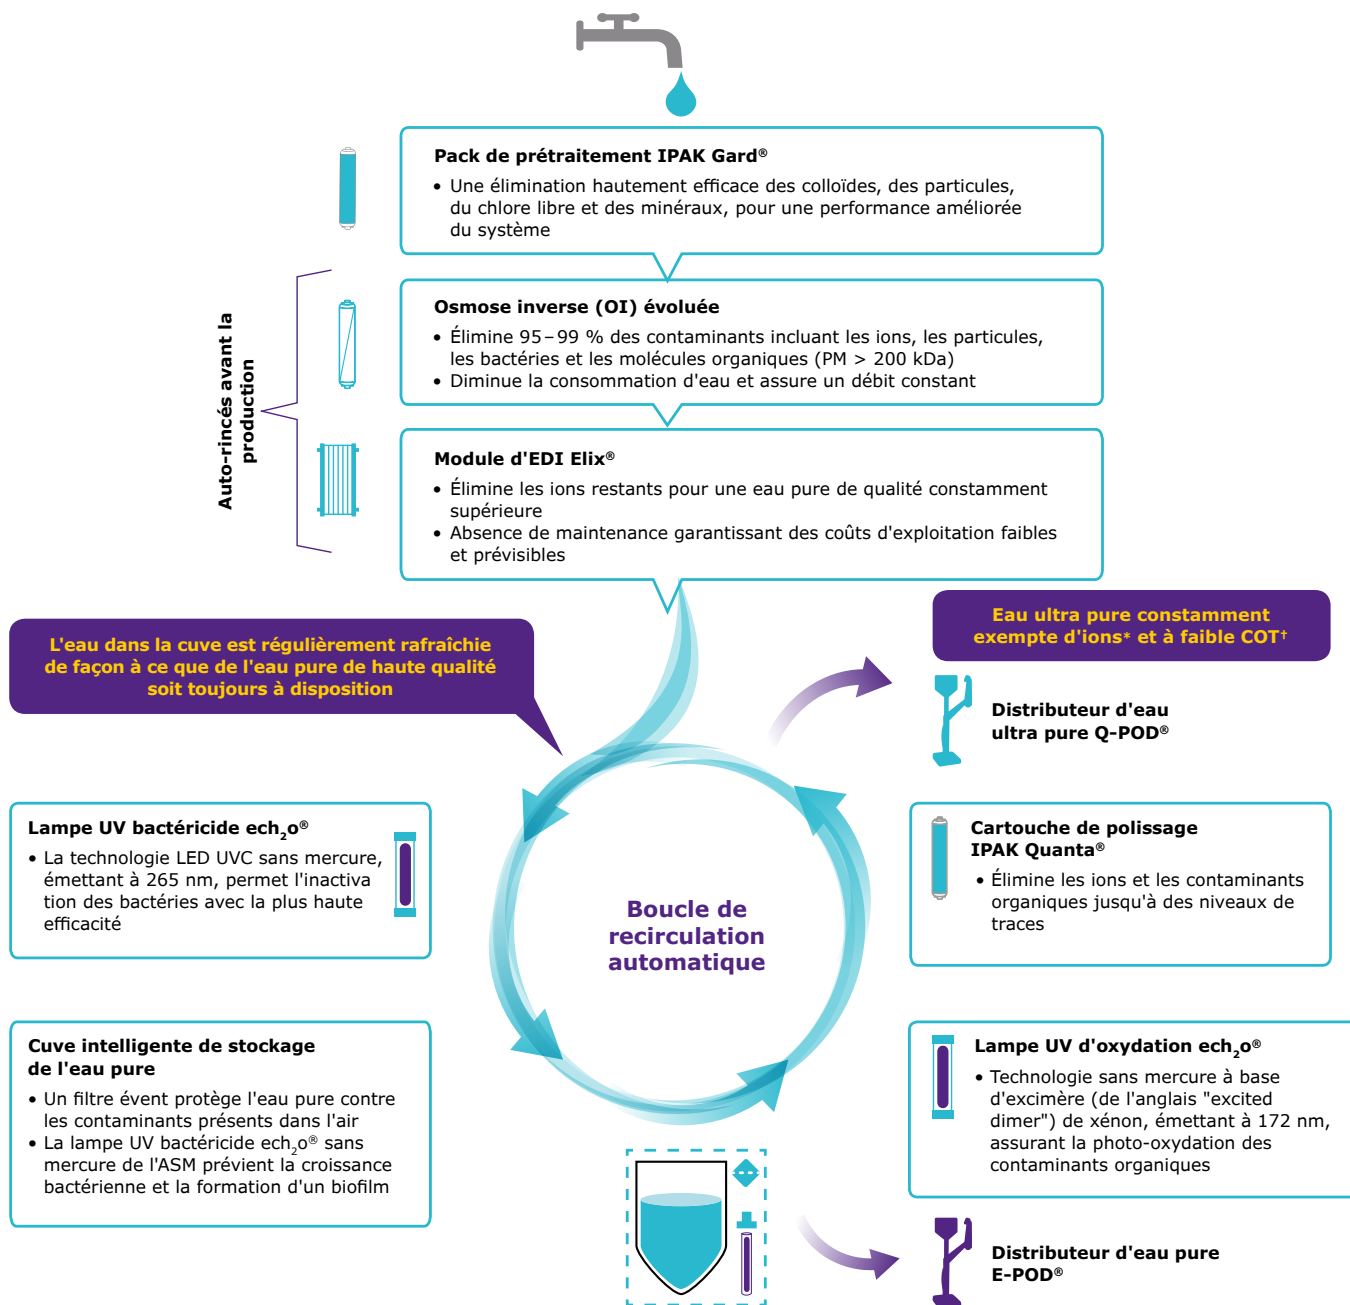 Pack de prétraitement IPAK Gard®
• Une élimination hautement efficace des colloïdes, des particules,
du chlore libre et des minéraux, pour une performance améliorée
du système
Auto-rincés avant la
production
Osmose inverse (OI) évoluée
• Élimine 95–99 % des contaminants incluant les ions, les particules,
les bactéries et les molécules organiques (PM > 200 kDa)
• Diminue la consommation d'eau et assure un débit constant
Module d'EDI Elix®
• Élimine les ions restants pour une eau pure de qualité constamment
supérieure
• Absence de maintenance garantissant des coûts d'exploitation faibles
et prévisibles
L'eau dans la cuve est régulièrement rafraîchie
de façon à ce que de l'eau pure de haute qualité
soit toujours à disposition
Eau ultra pure constamment
exempte d'ions* et à faible COT†
Distributeur d'eau
ultra pure Q-POD®
Lampe UV bactéricide ech₂o®
• La technologie LED UVC sans mercure,
émettant à 265 nm, permet l'inactiva
tion des bactéries avec la plus haute
efficacité
Boucle de
recirculation
automatique
Cartouche de polissage
IPAK Quanta®
• Élimine les ions et les contaminants
organiques jusqu'à des niveaux de
traces
Cuve intelligente de stockage
de l'eau pure
• Un filtre évent protège l'eau pure contre
les contaminants présents dans l'air
• La lampe UV bactéricide ech₂o® sans
mercure de l'ASM prévient la croissance
bactérienne et la formation d'un biofilm
Lampe UV d'oxydation ech₂o®
• Technologie sans mercure à base
d'excimère (de l'anglais "excited
dimer") de xénon, émettant à 172 nm,
assurant la photo-oxydation des
contaminants organiques
Distributeur d'eau pure
E-POD®